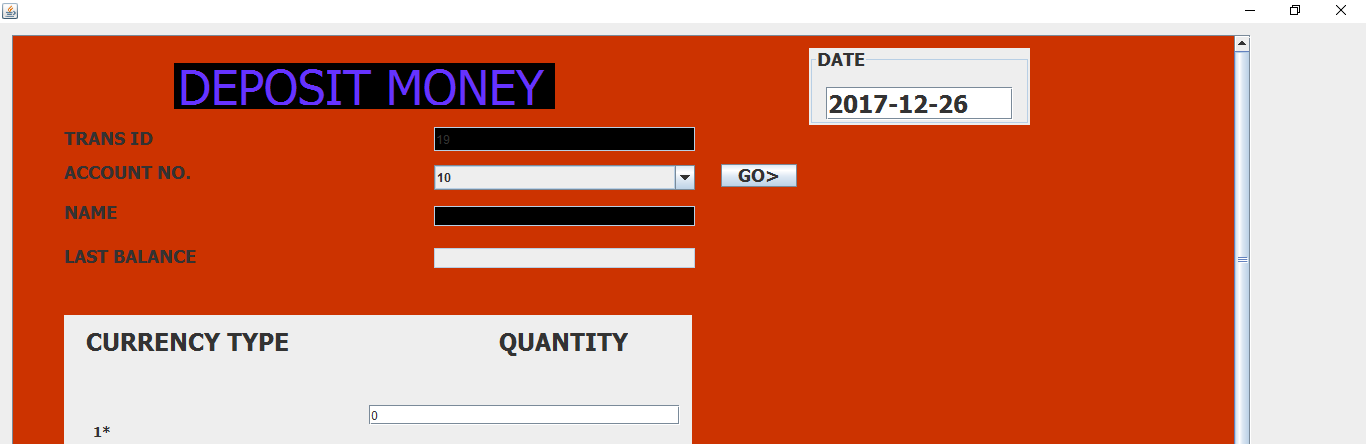 DEPOSIT MONEY
DATE
2017-12-26
TRANS ID
19
ACCOUNT NO.
10
GO>
NAME
LAST BALANCE
CURRENCY TYPE
QUANTITY
0
1*